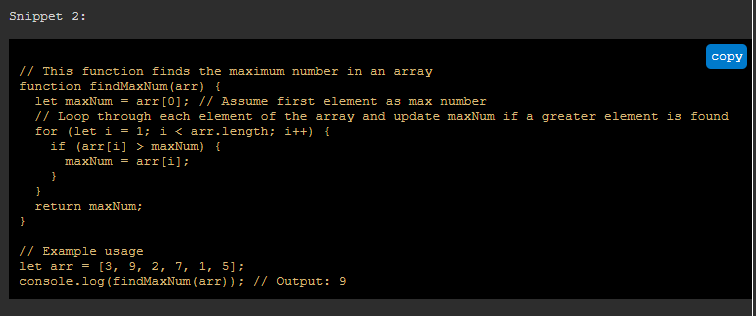 Snippet 2:
copy
// This function finds the maximum number in an array
function findMaxNum(arr) {
  let maxNum = arr[0]; // Assume first element as max number
  // Loop through each element of the array and update maxNum if a greater element is found
  for (let i = 1; i < arr.length; i++) {
    if (arr[i] > maxNum) {
      maxNum = arr[i];
    }
  }
  return maxNum;
}

// Example usage
let arr = [3, 9, 2, 7, 1, 5];
console.log(findMaxNum(arr)); // Output: 9